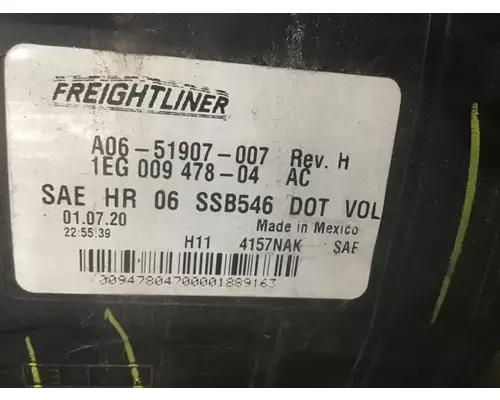 FREIGHTLINER
A06-51907-007 Rev. H
1EG 009 478-04 AC
SAE HR 06 SSB546 DOT VOL
01.07.20 Made in Mexico
22:55:39
H11 4157NAK SAE
00947804700001889163